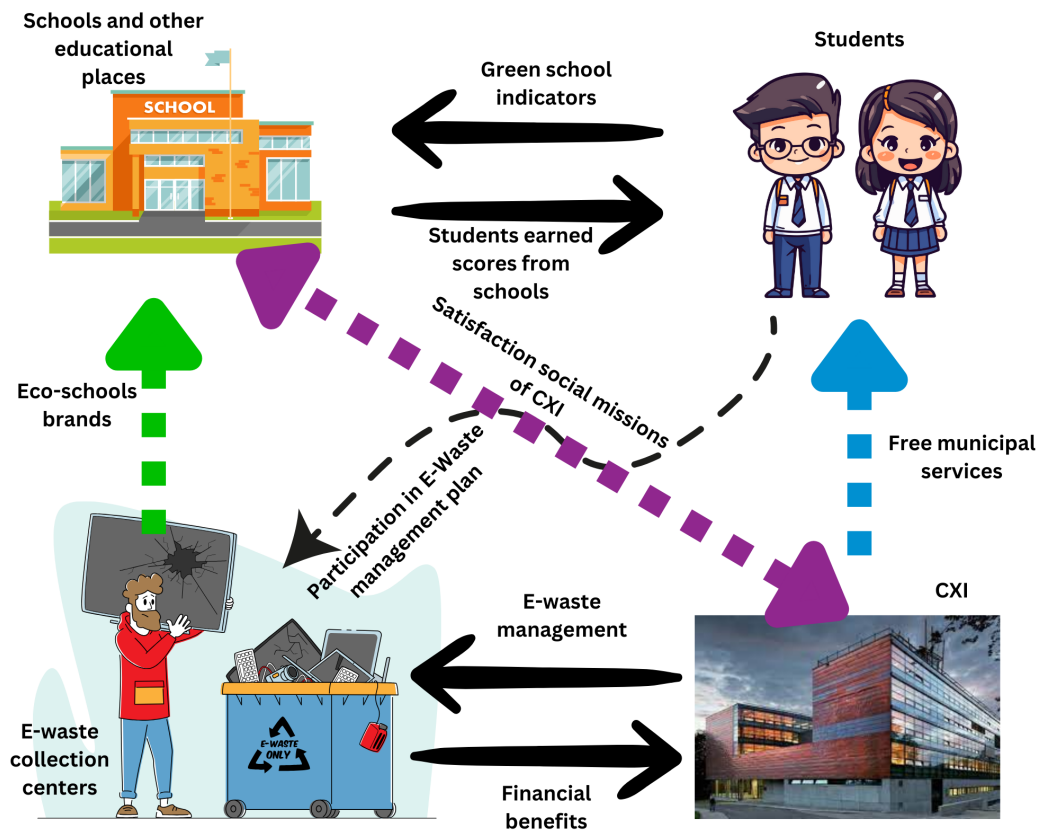 Schools and other
educational
places
SCHOOL
Green school
indicators
Students
Students earned
scores from
schools
Satisfaction social missions
of CXI
Eco-schools
brands
Participation in E-Waste
management plan
Free municipal
services
E-waste
management
CXI
E-waste
collection
centers
E-WASTE
ONLY
Financial
benefits